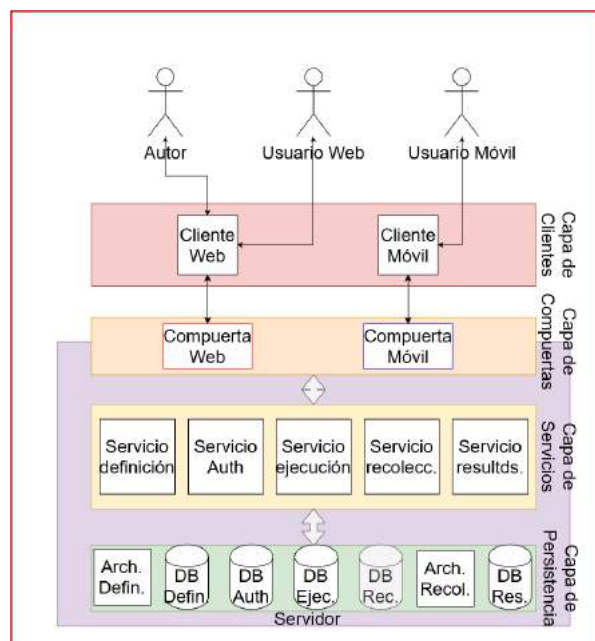 Autor
Usuario Web
Usuario Móvil
Cliente
Web
Cliente
Móvil
Capa de
Clientes
Compuerta
Web
Compuerta
Móvil
Capa de
Compuertas
Servicio
definición
Servicio
Auth
Servicio
ejecución
Servicio
recolecc.
Servicio
resultds.
Capa de
Servicios
Arch.
Defin.
DB
Defin.
DB
Auth
DB
Ejec.
DB
Rec.
Arch.
Recol.
DB
Res.
Capa de
Persistencia
Servidor